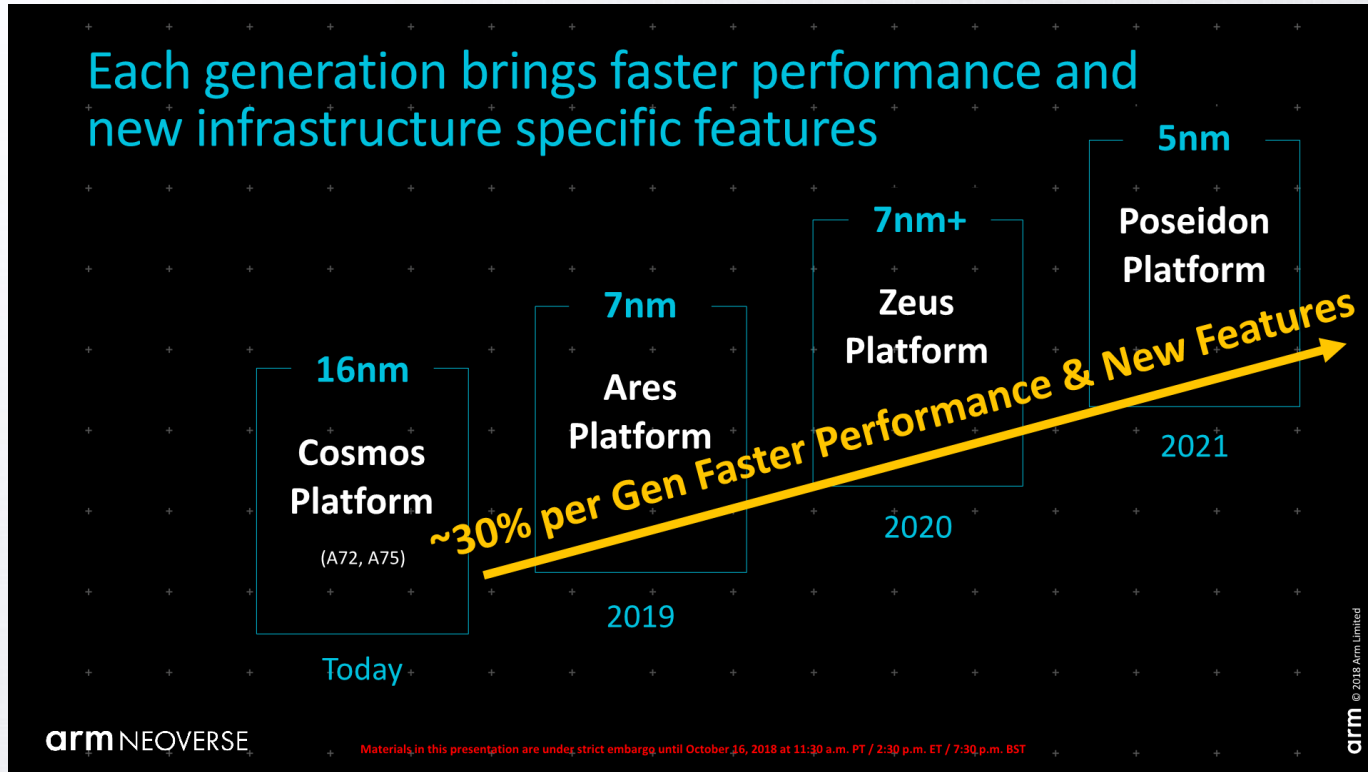 Each generation brings faster performance and
new infrastructure specific features
16nm
Cosmos
Platform
(A72, A75)
Today
7nm
Ares
Platform
2019
7nm+
Zeus
Platform
2020
5nm
Poseidon
Platform
2021
~30% per Gen Faster Performance & New Features
arm NEOVERSE
Materials in this presentation are under strict embargo until October 16, 2018 at 11:30 a.m. PT / 2:30 p.m. ET / 7:30 p.m. BST
arm © 2018 Arm Limited